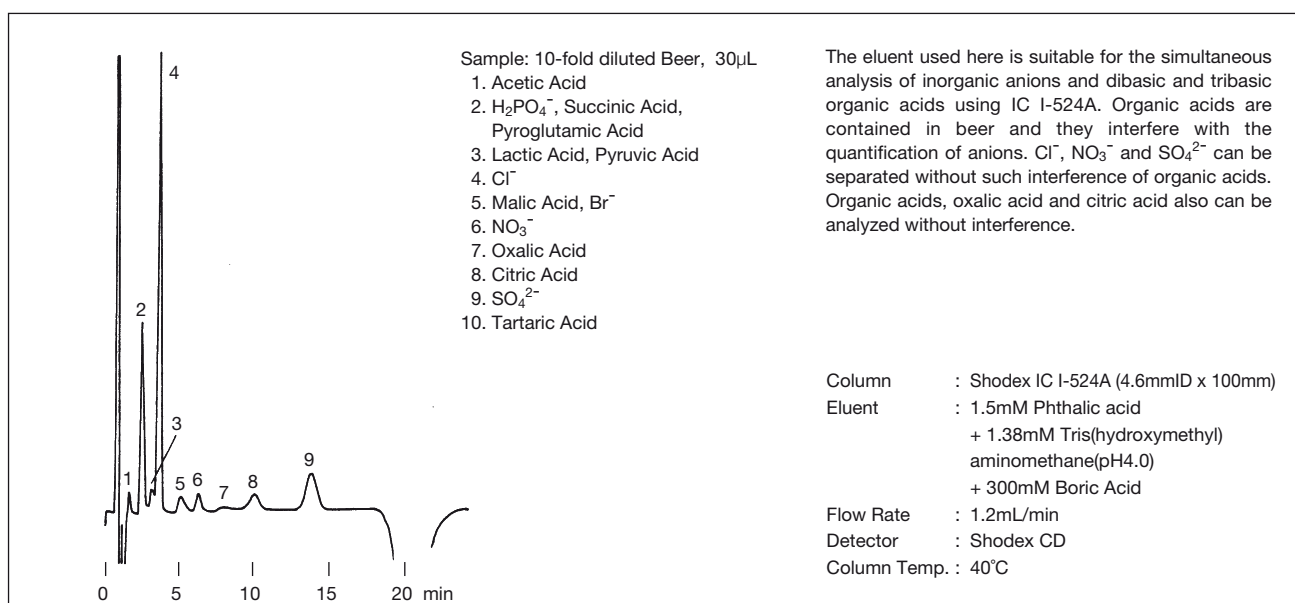 4
2
3
1
5
6
7
8
9
0
5
10
15
20
min
Sample: 10-fold diluted Beer, 30µL
1. Acetic Acid
2. H₂PO₄⁻, Succinic Acid,
Pyroglutamic Acid
3. Lactic Acid, Pyruvic Acid
4. Cl⁻
5. Malic Acid, Br⁻
6. NO₃⁻
7. Oxalic Acid
8. Citric Acid
9. SO₄²⁻
10. Tartaric Acid
The eluent used here is suitable for the simultaneous
analysis of inorganic anions and dibasic and tribasic
organic acids using IC I-524A. Organic acids are
contained in beer and they interfere with the
quantification of anions. Cl⁻, NO₃⁻ and SO₄²⁻ can be
separated without such interference of organic acids.
Organic acids, oxalic acid and citric acid also can be
analyzed without interference.
Column : Shodex IC I-524A (4.6mmID x 100mm)
Eluent : 1.5mM Phthalic acid
+ 1.38mM Tris(hydroxymethyl)
aminomethane(pH4.0)
+ 300mM Boric Acid
Flow Rate : 1.2mL/min
Detector : Shodex CD
Column Temp. : 40°C